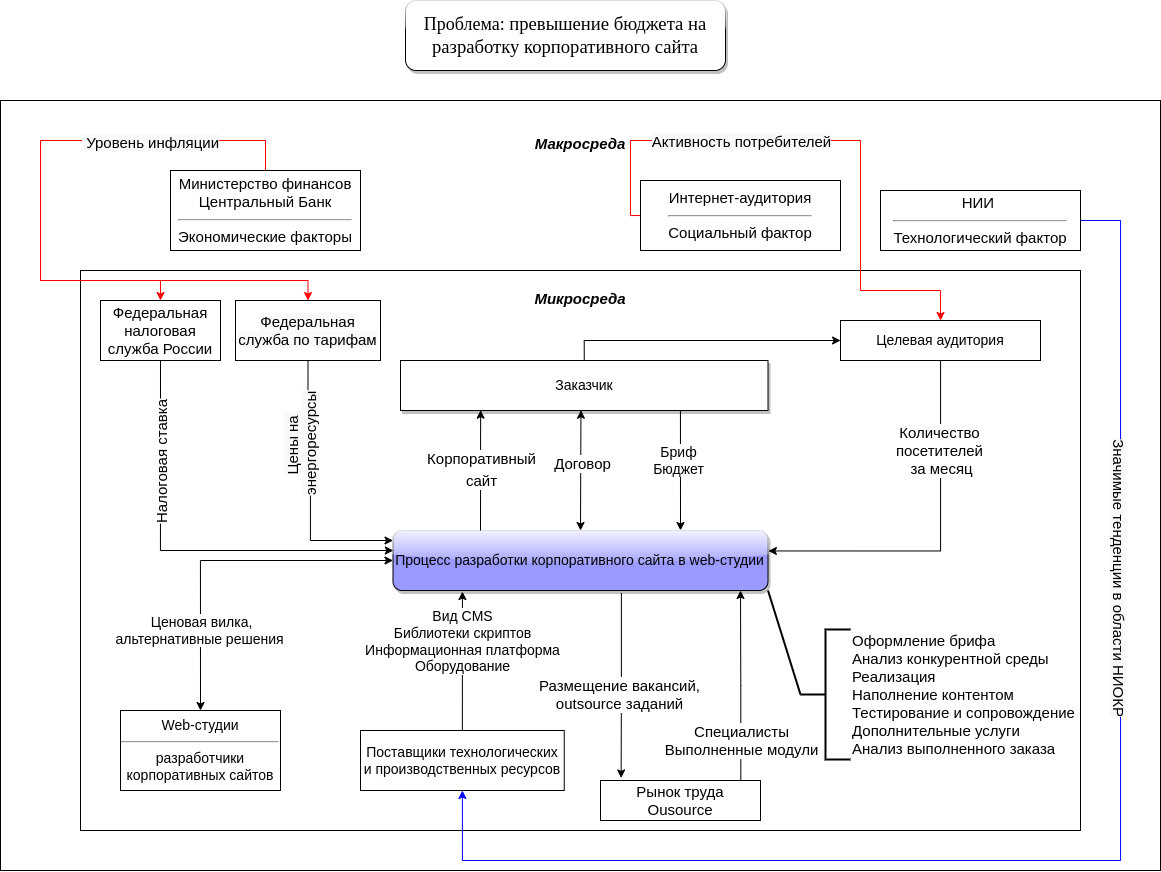 Проблема: превышение бюджета на
разработку корпоративного сайта
Уровень инфляции
Макросреда
Активность потребителей
Министерство финансов
Центральный Банк
Экономические факторы
Интернет-аудитория
Социальный фактор
НИИ
Технологический фактор
Микросреда
Федеральная
налоговая
служба России
Федеральная
служба по тарифам
Целевая аудитория
Заказчик
Налоговая ставка
Цены на
энергоресурсы
Корпоративный
сайт
Договор
Бриф
Бюджет
Количество
посетителей
за месяц
Значимые тенденции в области НИОКР
Процесс разработки корпоративного сайта в web-студии
Ценовая вилка,
альтернативные решения
Вид CMS
Библиотеки скриптов
Информационная платформа
Оборудование
Размещение вакансий,
outsource заданий
Специалисты
Выполненные модули
Оформление брифа
Анализ конкурентной среды
Реализация
Наполнение контентом
Тестирование и сопровождение
Дополнительные услуги
Анализ выполненного заказа
Web-студии
разработчики
корпоративных сайтов
Поставщики технологических
и производственных ресурсов
Рынок труда
Ousource